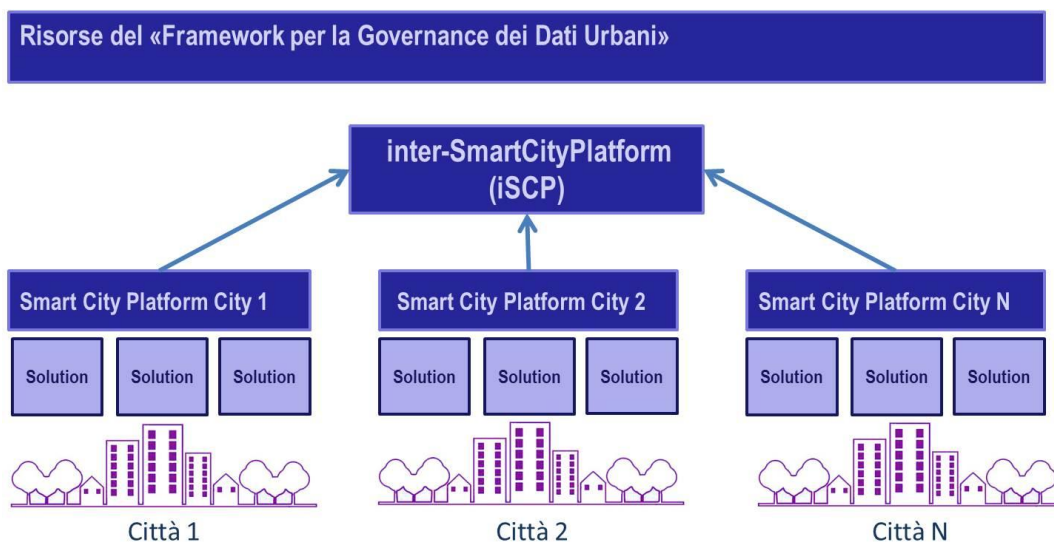 Risorse del «Framework per la Governance dei Dati Urbani»
inter-SmartCityPlatform
(iSCP)
Smart City Platform City 1
Smart City Platform City 2
Smart City Platform City N
Solution
Solution
Solution
Solution
Solution
Solution
Solution
Solution
Solution
Città 1
Città 2
Città N